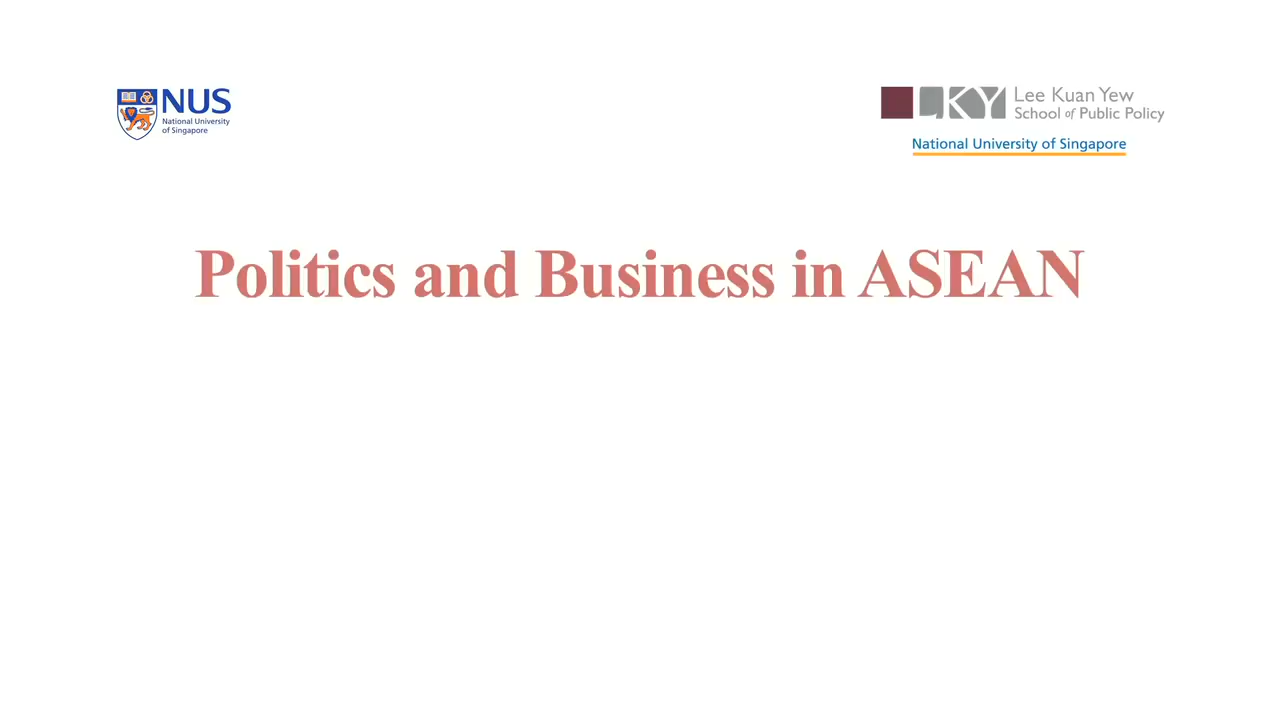 NUS
National University
of Singapore
LKY
Lee Kuan Yew
School of Public Policy
National University of Singapore
Politics and Business in ASEAN